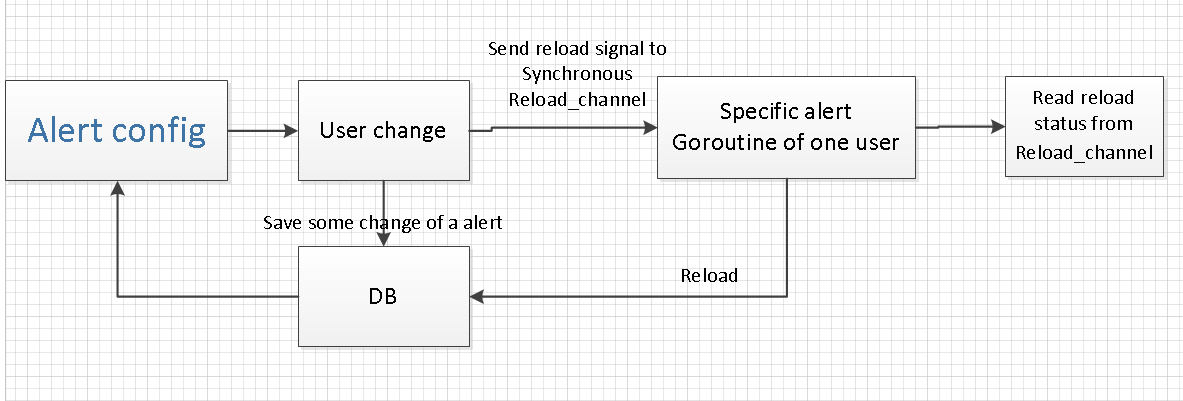 Send reload signal to
Synchronous
Reload_channel
Alert config
User change
Specific alert
Goroutine of one user
Read reload
status from
Reload_channel
Save some change of a alert
Reload
DB